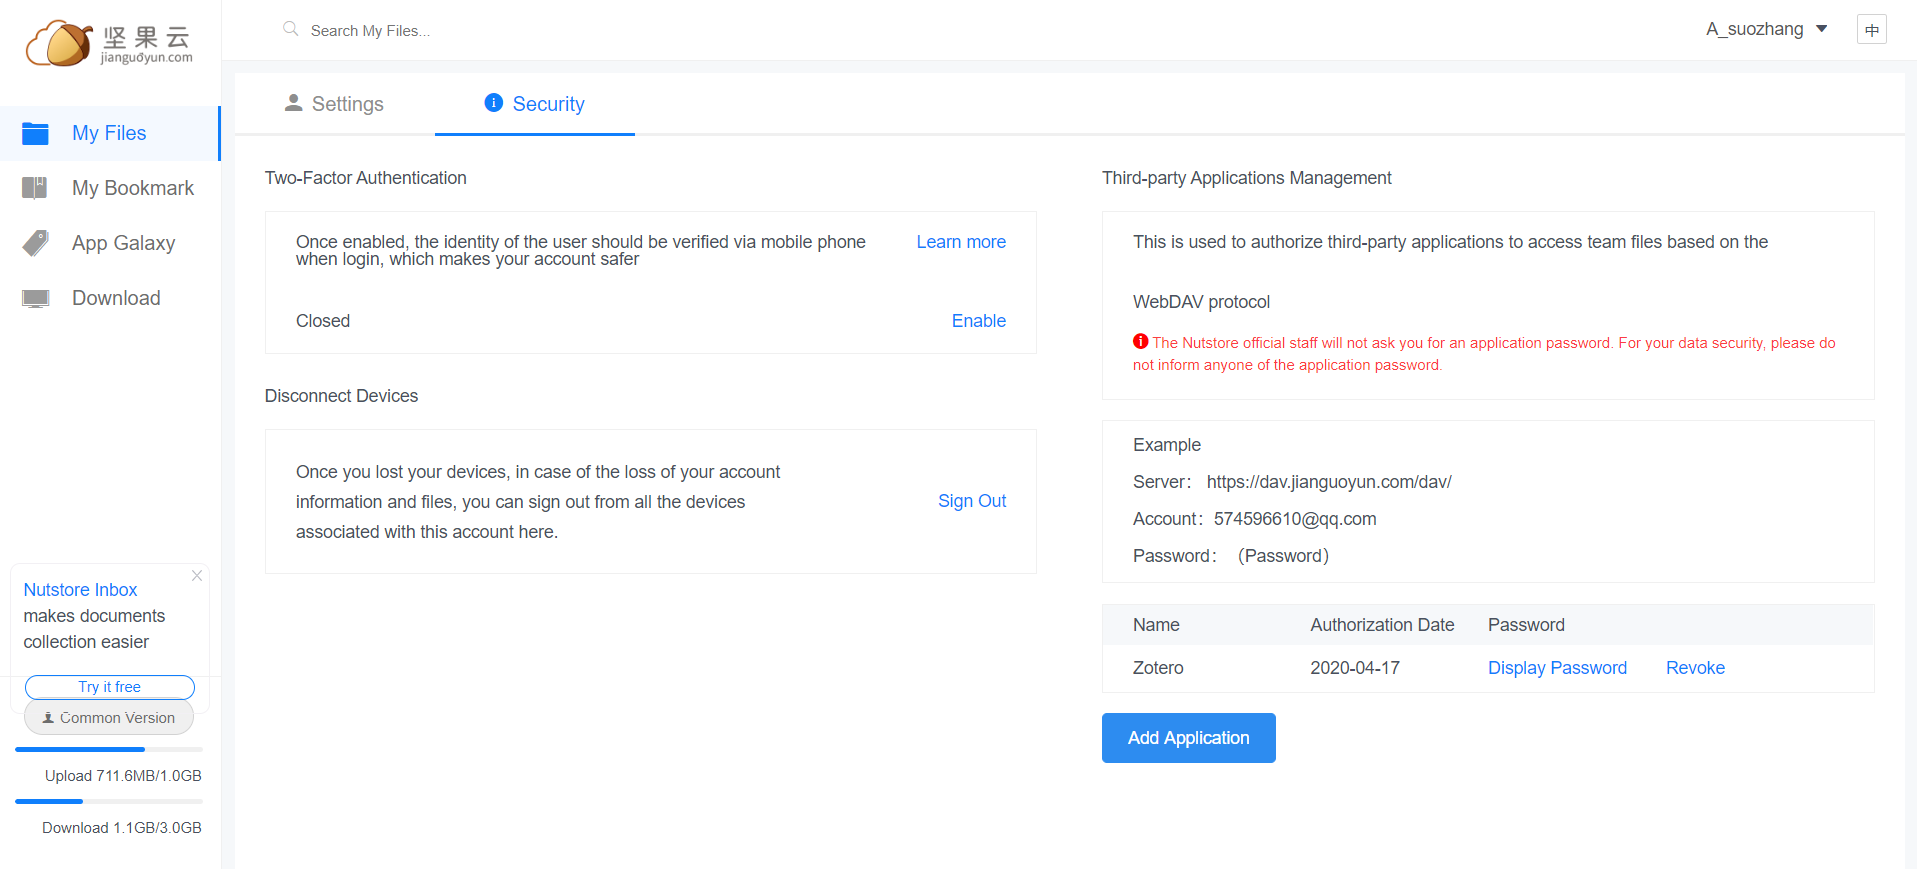 坚果云
jianguoyun.com
Search My Files...
A_suozhang
中
My Files
My Bookmark
App Galaxy
Download
Settings
Security
Two-Factor Authentication
Once enabled, the identity of the user should be verified via mobile phone
when login, which makes your account safer
Learn more
Closed
Enable
Disconnect Devices
Once you lost your devices, in case of the loss of your account
information and files, you can sign out from all the devices
associated with this account here.
Sign Out
Third-party Applications Management
This is used to authorize third-party applications to access team files based on the
WebDAV protocol
The Nutstore official staff will not ask you for an application password. For your data security, please do
not inform anyone of the application password.
Example
Server： https://dav.jianguoyun.com/dav/
Account：574596610@qq.com
Password： （Password）
Name Authorization Date Password
Zotero 2020-04-17 Display Password Revoke
Add Application
Nutstore Inbox
makes documents
collection easier
Try it free
Common Version
Upload 711.6MB/1.0GB
Download 1.1GB/3.0GB